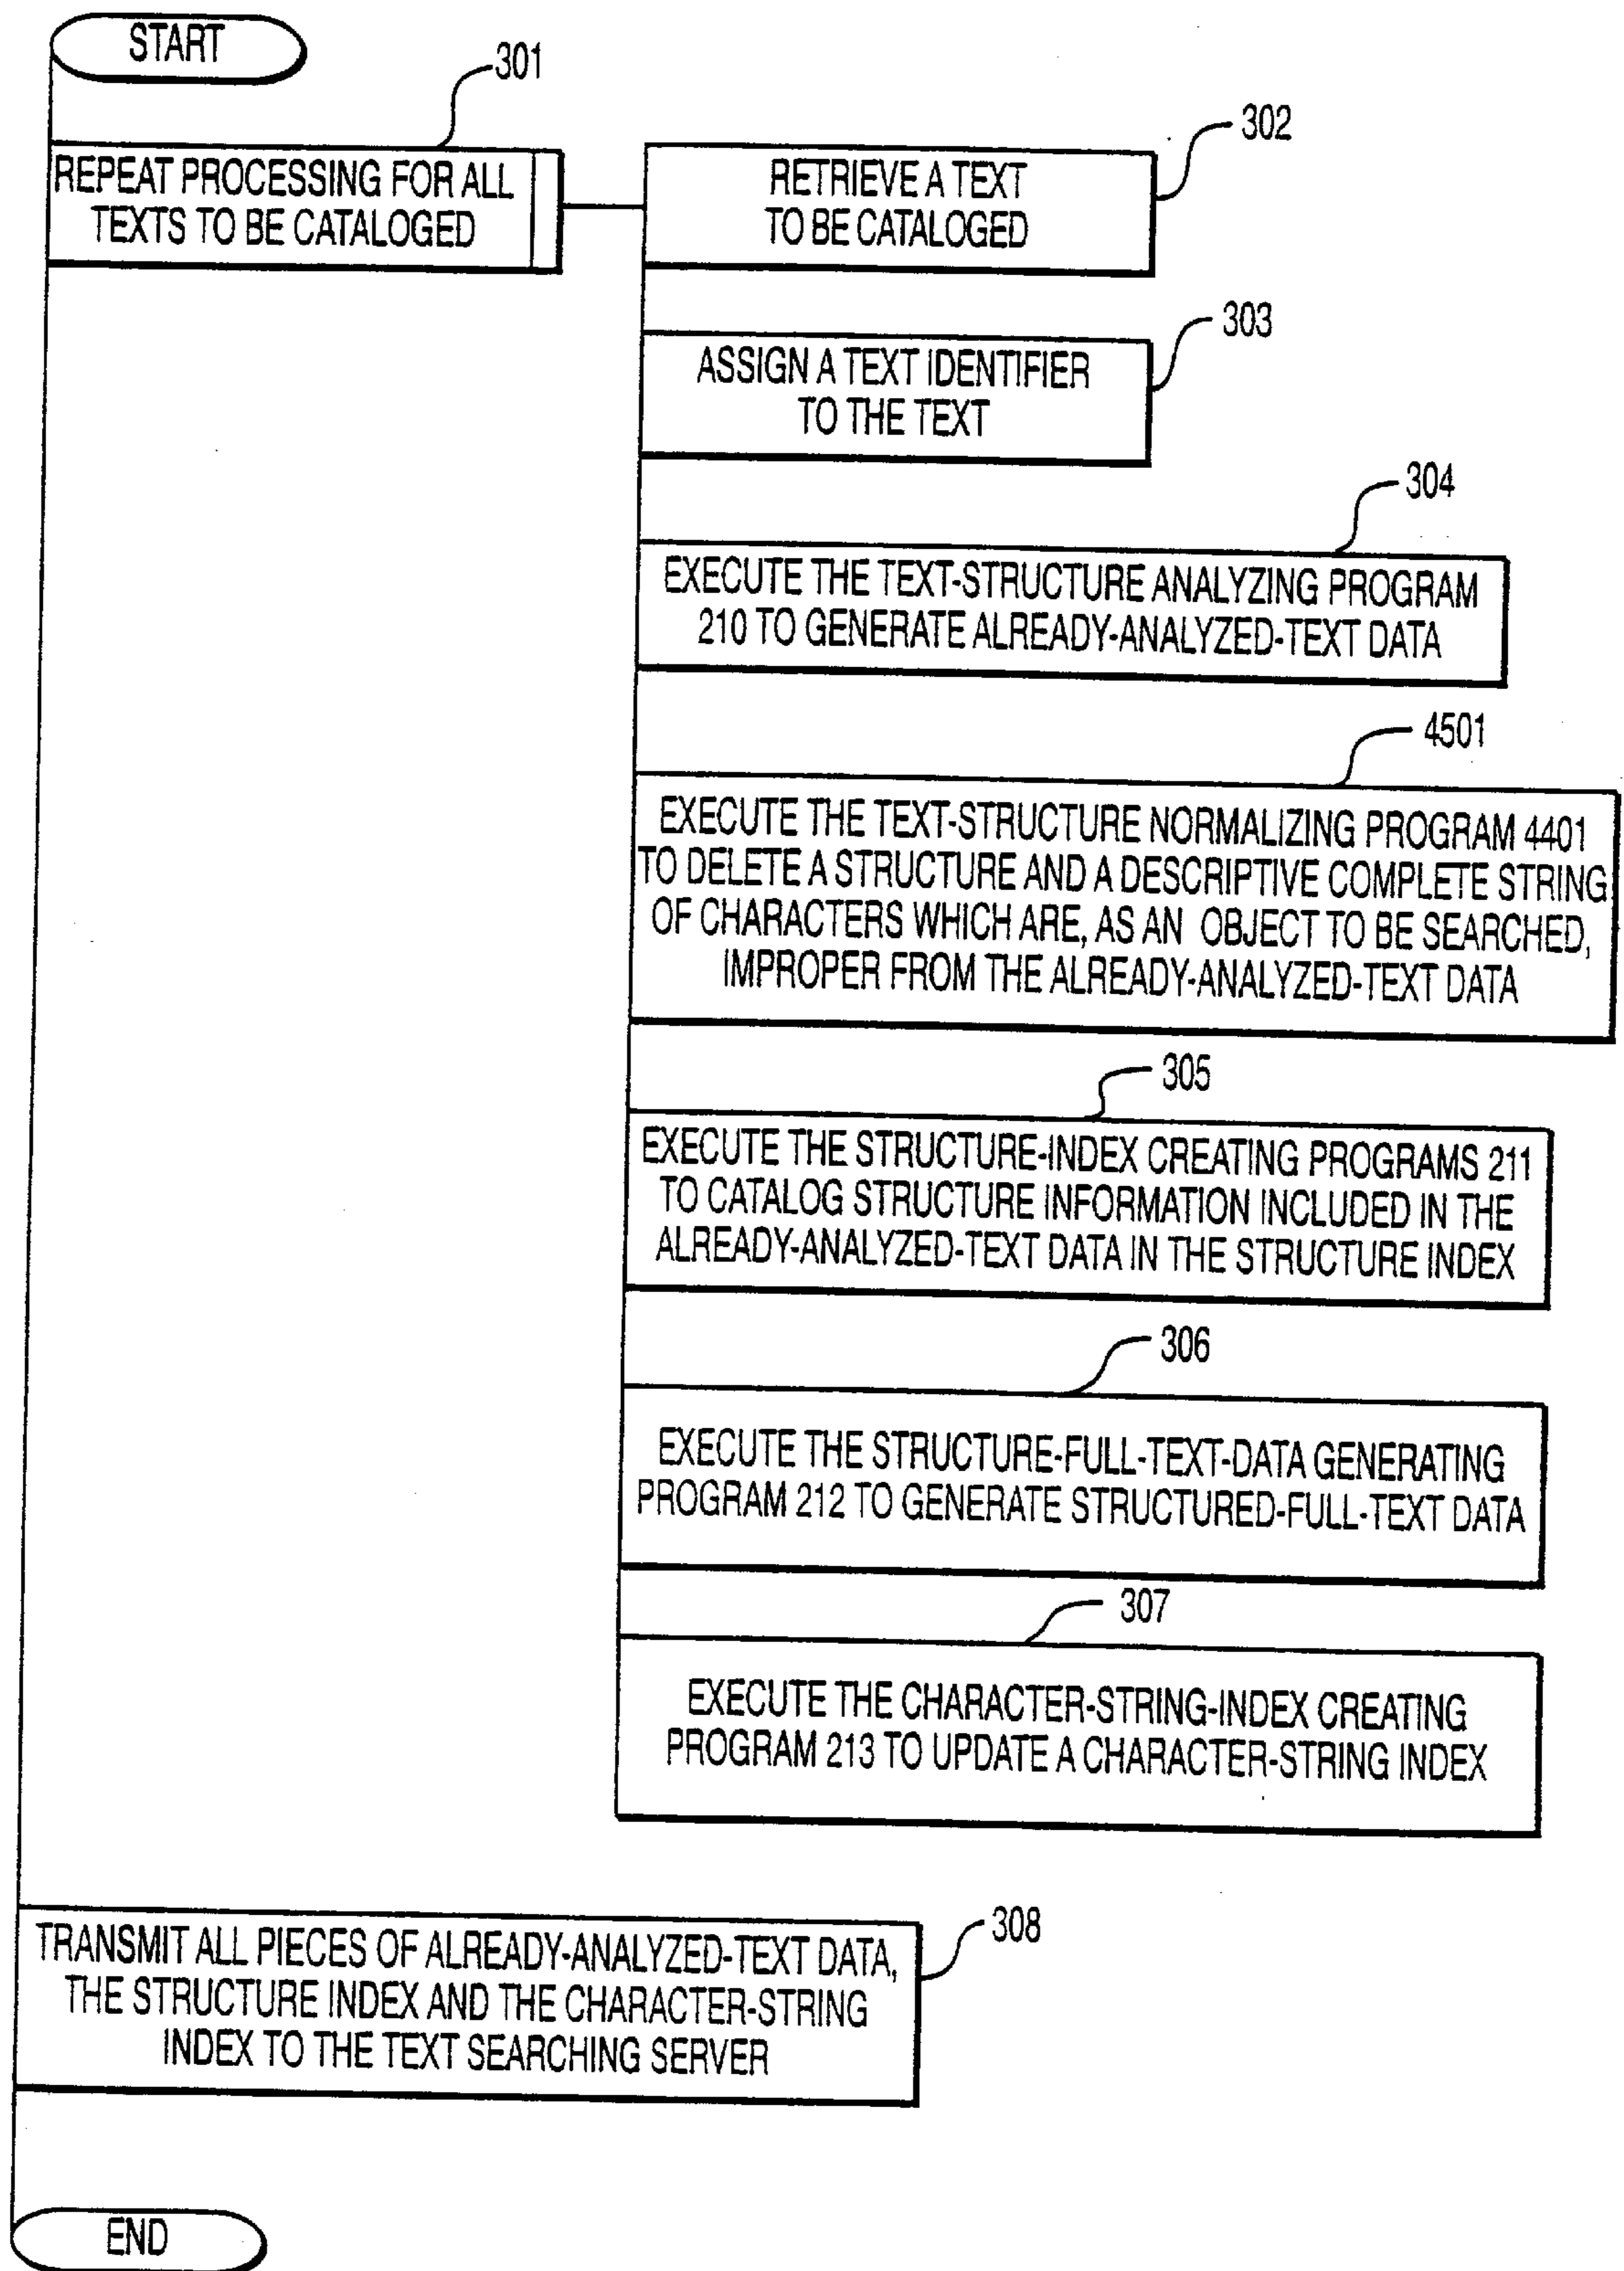 START
301
REPEAT PROCESSING FOR ALL
TEXTS TO BE CATALOGED
302
RETRIEVE A TEXT
TO BE CATALOGED
303
ASSIGN A TEXT IDENTIFIER
TO THE TEXT
304
EXECUTE THE TEXT-STRUCTURE ANALYZING PROGRAM
210 TO GENERATE ALREADY-ANALYZED-TEXT DATA
4501
EXECUTE THE TEXT-STRUCTURE NORMALIZING PROGRAM 4401
TO DELETE A STRUCTURE AND A DESCRIPTIVE COMPLETE STRING
OF CHARACTERS WHICH ARE, AS AN OBJECT TO BE SEARCHED,
IMPROPER FROM THE ALREADY-ANALYZED-TEXT DATA
305
EXECUTE THE STRUCTURE-INDEX CREATING PROGRAMS 211
TO CATALOG STRUCTURE INFORMATION INCLUDED IN THE
ALREADY-ANALYZED-TEXT DATA IN THE STRUCTURE INDEX
306
EXECUTE THE STRUCTURE-FULL-TEXT-DATA GENERATING
PROGRAM 212 TO GENERATE STRUCTURED-FULL-TEXT DATA
307
EXECUTE THE CHARACTER-STRING-INDEX CREATING
PROGRAM 213 TO UPDATE A CHARACTER-STRING INDEX
308
TRANSMIT ALL PIECES OF ALREADY-ANALYZED-TEXT DATA,
THE STRUCTURE INDEX AND THE CHARACTER-STRING
INDEX TO THE TEXT SEARCHING SERVER
END